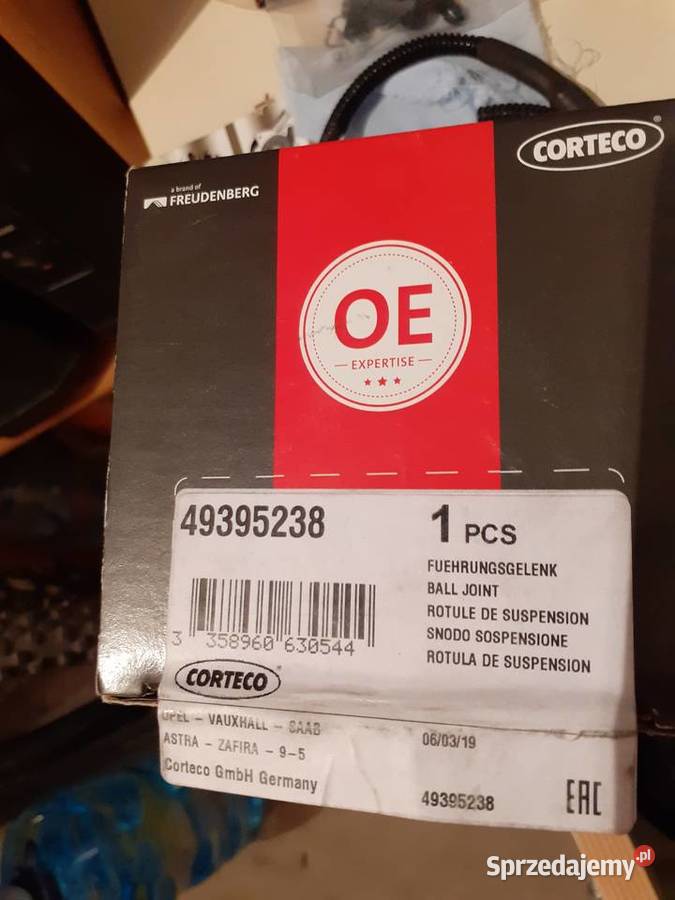 CORTECO®
a brand of
FREUDENBERG
OE
EXPERTISE
49395238
1 PCS
FUEHRUNGSGELENK
BALL JOINT
ROTULE DE SUSPENSION
SNODO SOSPENSIONE
ROTULA DE SUSPENSION
3 358960 630544
CORTECO®
OPEL - VAUXHALL - SAAB
ASTRA - ZAFIRA - 9-5
06/03/19
Corteco GmbH Germany
49395238
EAC
Sprzedajemy.pl